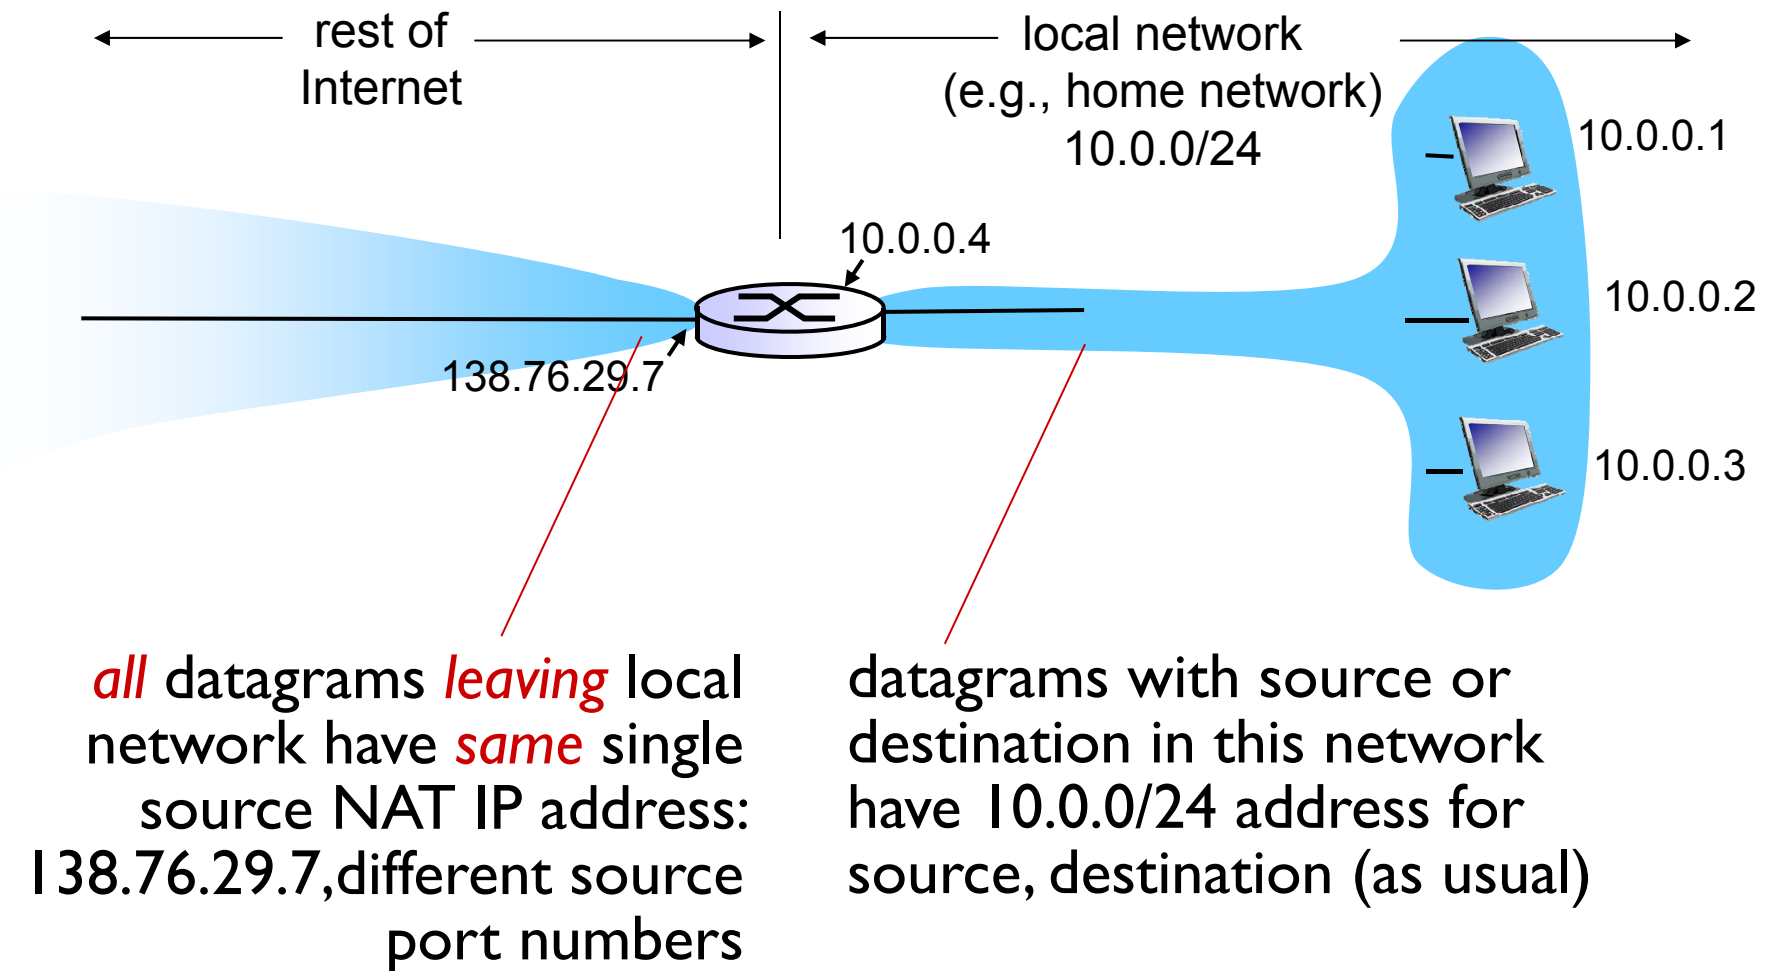 rest of
Internet
local network
(e.g., home network)
10.0.0/24
10.0.0.1
10.0.0.4
10.0.0.2
138.76.29.7
10.0.0.3
all datagrams leaving local
network have same single
source NAT IP address:
138.76.29.7,different source
port numbers
datagrams with source or
destination in this network
have 10.0.0/24 address for
source, destination (as usual)